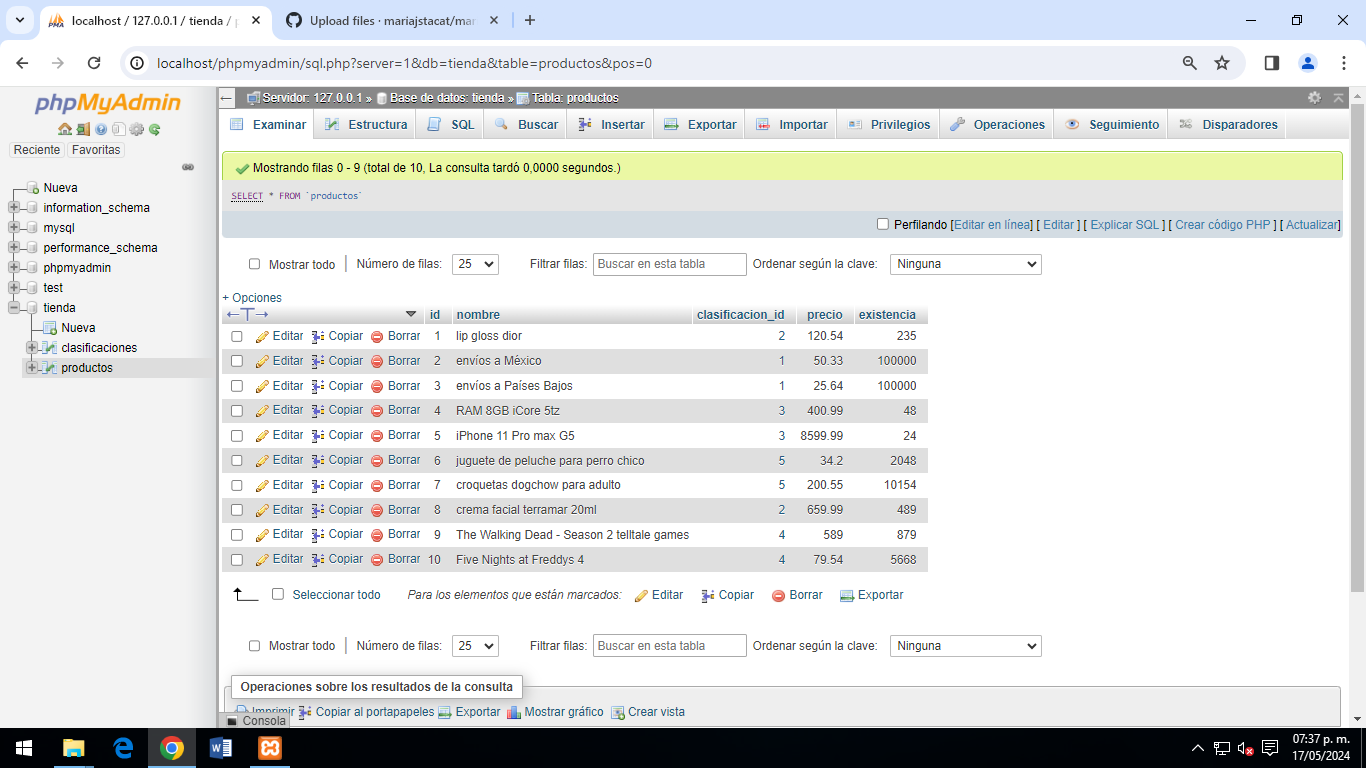 localhost / 127.0.0.1 / tienda / p
Upload files · mariajstacat/mar
localhost/phpmyadmin/sql.php?server=1&db=tienda&table=productos&pos=0
PMA
phpMyAdmin
Reciente Favoritas
Nueva
information_schema
mysql
performance_schema
phpmyadmin
test
tienda
Nueva
clasificaciones
productos
Servidor: 127.0.0.1 » Base de datos: tienda » Tabla: productos
Examinar Estructura SQL Buscar Insertar Exportar Importar Privilegios Operaciones Seguimiento Disparadores
Mostrando filas 0 - 9 (total de 10, La consulta tardó 0,0000 segundos.)
SELECT * FROM `productos`
Perfilando [Editar en línea] [ Editar ] [ Explicar SQL ] [ Crear código PHP ] [ Actualizar]
Mostrar todo Número de filas: 25 Filtrar filas: Buscar en esta tabla Ordenar según la clave: Ninguna
+ Opciones
←T→ id nombre clasificacion_id precio existencia
Editar Copiar Borrar 1 lip gloss dior 2 120.54 235
Editar Copiar Borrar 2 envíos a México 1 50.33 100000
Editar Copiar Borrar 3 envíos a Países Bajos 1 25.64 100000
Editar Copiar Borrar 4 RAM 8GB iCore 5tz 3 400.99 48
Editar Copiar Borrar 5 iPhone 11 Pro max G5 3 8599.99 24
Editar Copiar Borrar 6 juguete de peluche para perro chico 5 34.2 2048
Editar Copiar Borrar 7 croquetas dogchow para adulto 5 200.55 10154
Editar Copiar Borrar 8 crema facial terramar 20ml 2 659.99 489
Editar Copiar Borrar 9 The Walking Dead - Season 2 telltale games 4 589 879
Editar Copiar Borrar 10 Five Nights at Freddys 4 4 79.54 5668
Seleccionar todo Para los elementos que están marcados: Editar Copiar Borrar Exportar
Mostrar todo Número de filas: 25 Filtrar filas: Buscar en esta tabla Ordenar según la clave: Ninguna
Operaciones sobre los resultados de la consulta
Imprimir Copiar al portapapeles Exportar Mostrar gráfico Crear vista
Consola
07:37 p. m.
17/05/2024